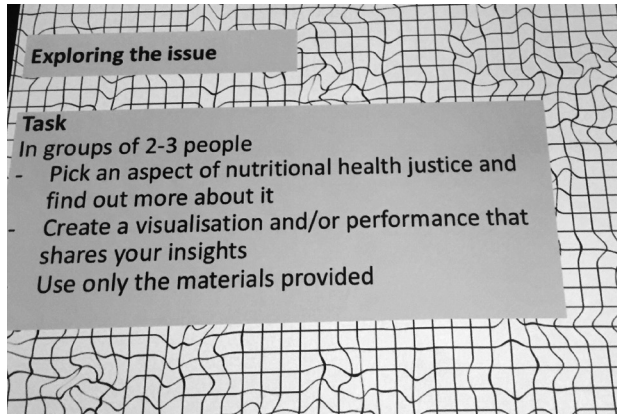 Exploring the issue
Task
In groups of 2-3 people
- Pick an aspect of nutritional health justice and
find out more about it
- Create a visualisation and/or performance that
shares your insights
Use only the materials provided